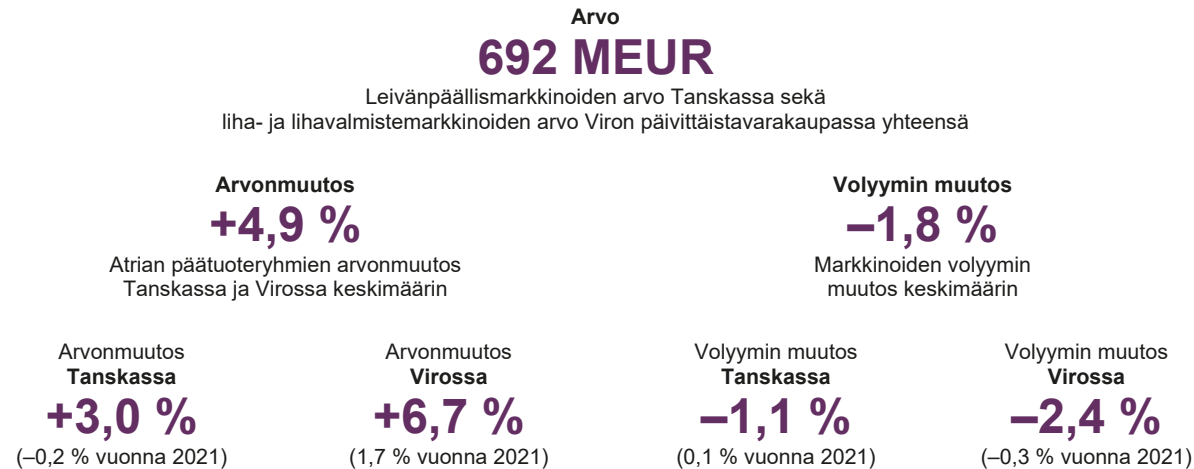 Arvo
692 MEUR
Leivänpäällismarkkinoiden arvo Tanskassa sekä
liha- ja lihavalmistemarkkinoiden arvo Viron päivittäistavarakaupassa yhteensä
Arvonmuutos
+4,9 %
Atrian päätuoteryhmien arvonmuutos
Tanskassa ja Virossa keskimäärin
Volyymin muutos
–1,8 %
Markkinoiden volyymin
muutos keskimäärin
Arvonmuutos
Tanskassa
+3,0 %
(–0,2 % vuonna 2021)
Arvonmuutos
Virossa
+6,7 %
(1,7 % vuonna 2021)
Volyymin muutos
Tanskassa
–1,1 %
(0,1 % vuonna 2021)
Volyymin muutos
Virossa
–2,4 %
(–0,3 % vuonna 2021)